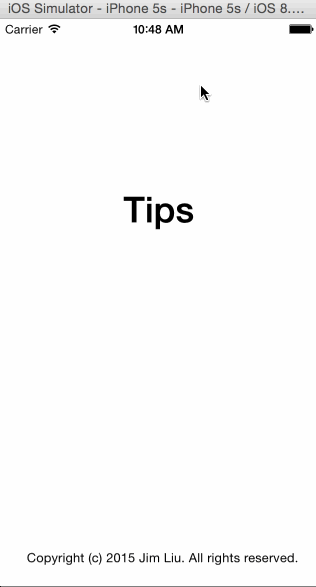 iOS Simulator - iPhone 5s - iPhone 5s / iOS 8....
Carrier 10:48 AM
Tips
Copyright (c) 2015 Jim Liu. All rights reserved.